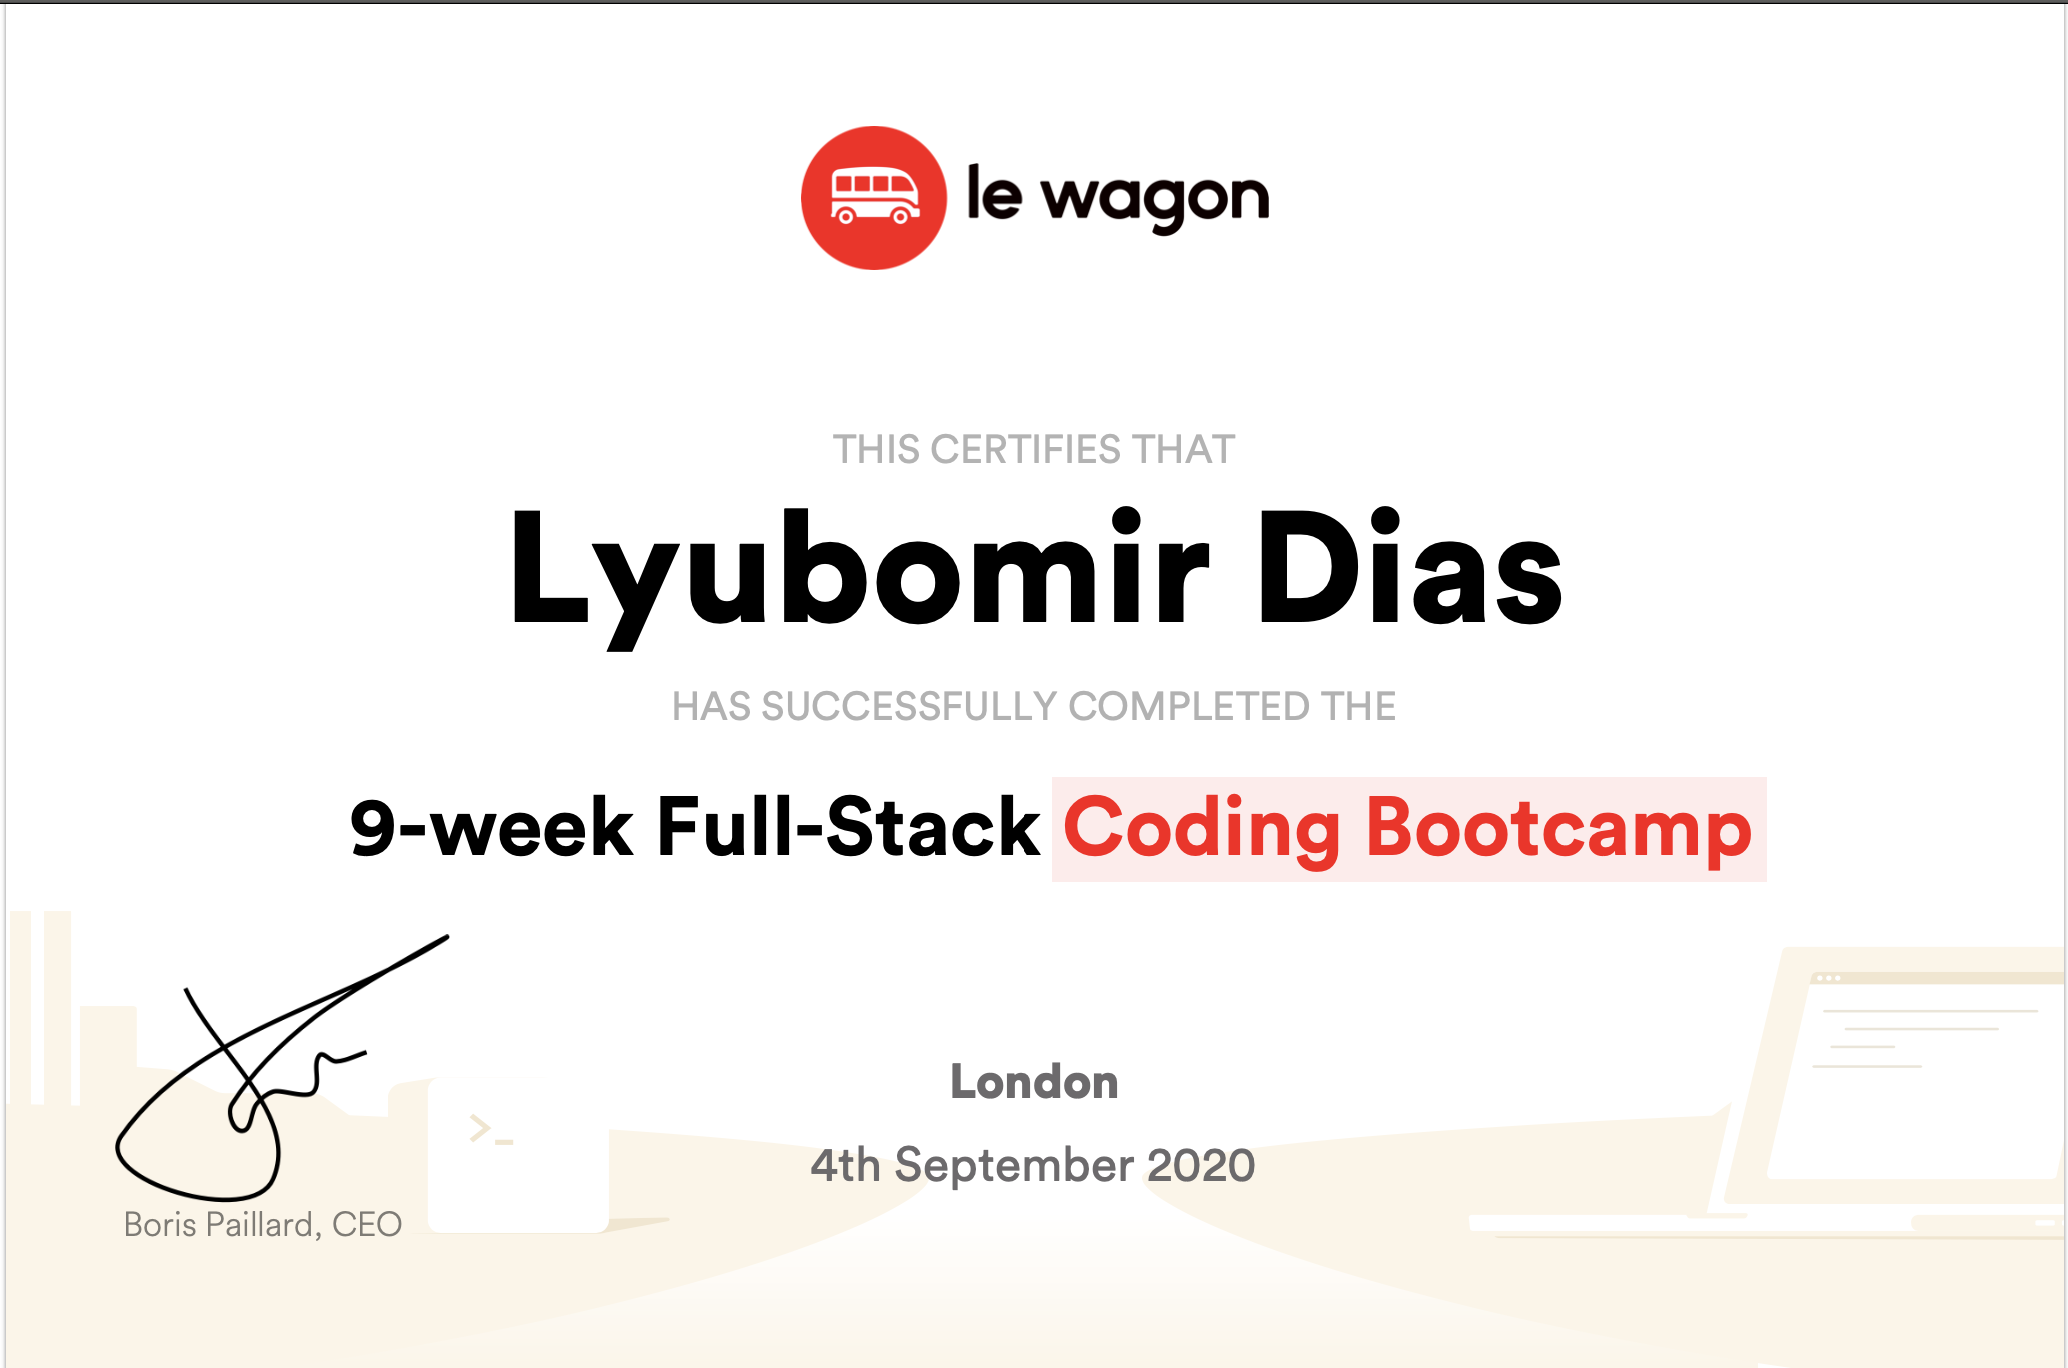 le wagon
THIS CERTIFIES THAT
Lyubomir Dias
HAS SUCCESSFULLY COMPLETED THE
9-week Full-Stack Coding Bootcamp
London
4th September 2020
Boris Paillard, CEO
>_